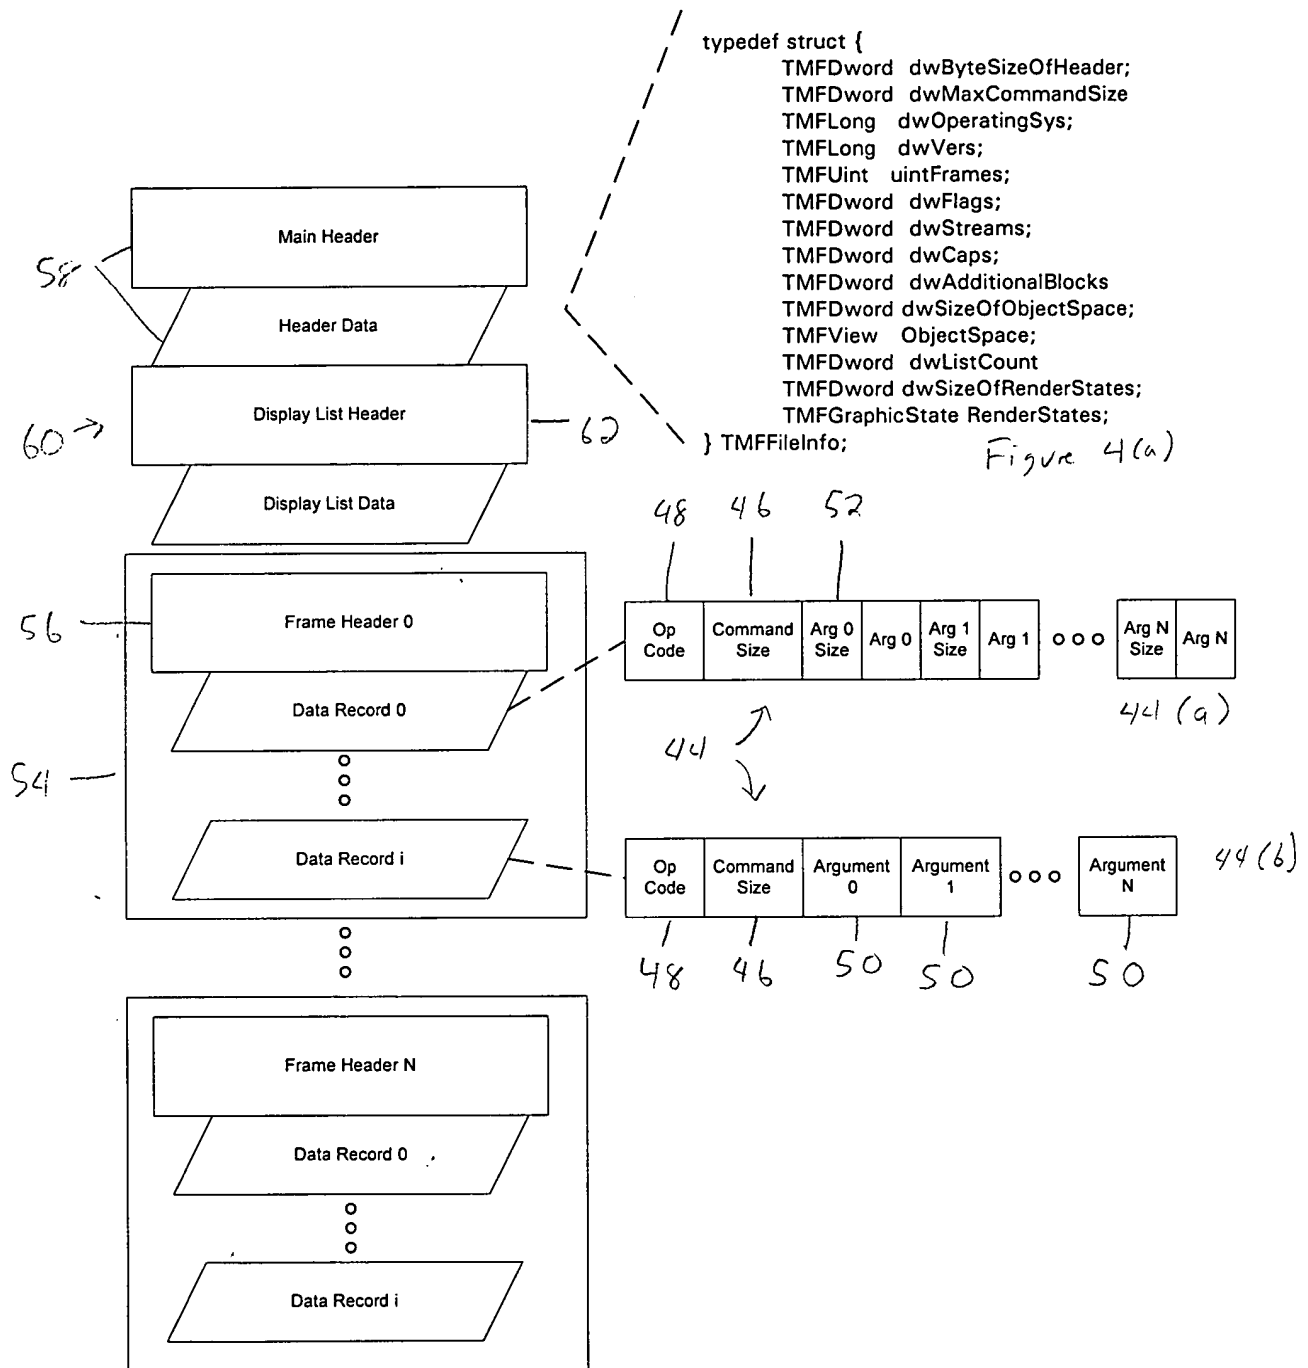 typedef struct {
TMFDword dwByteSizeOfHeader;
TMFDword dwMaxCommandSize
TMFLong dwOperatingSys;
TMFLong dwVers;
TMFUint uintFrames;
TMFDword dwFlags;
TMFDword dwStreams;
TMFDword dwCaps;
TMFDword dwAdditionalBlocks
TMFDword dwSizeOfObjectSpace;
TMFView ObjectSpace;
TMFDword dwListCount
TMFDword dwSizeOfRenderStates;
TMFGraphicState RenderStates;
} TMFFileInfo;
Figure 4(a)
Main Header
58
Header Data
Display List Header
60
62
Display List Data
48 46 52
56
Frame Header 0
Op Code
Command Size
Arg 0 Size
Arg 0
Arg 1 Size
Arg 1
Arg N Size
Arg N
44 (a)
Data Record 0
44
54
Data Record i
Op Code
Command Size
Argument 0
Argument 1
Argument N
44 (b)
48 46 50 50 50
Frame Header N
Data Record 0
Data Record i